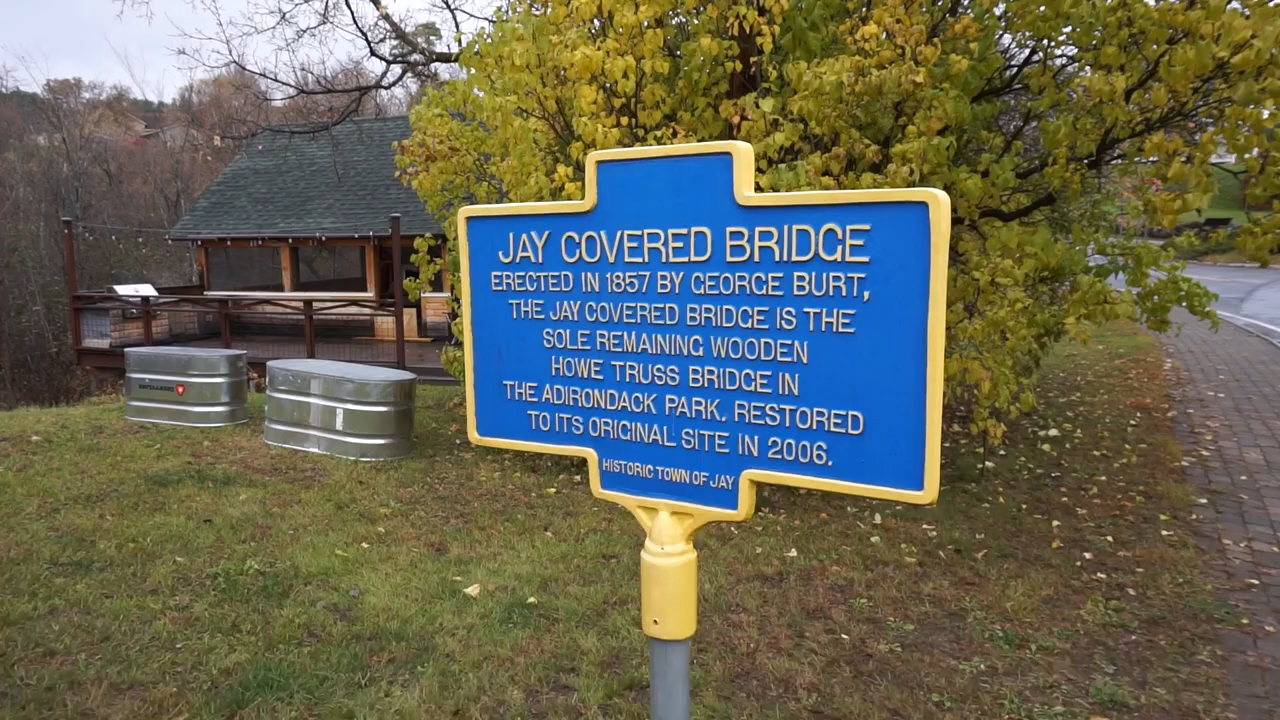 JAY COVERED BRIDGE
ERECTED IN 1857 BY GEORGE BURT,
THE JAY COVERED BRIDGE IS THE
SOLE REMAINING WOODEN
HOWE TRUSS BRIDGE IN
THE ADIRONDACK PARK. RESTORED
TO ITS ORIGINAL SITE IN 2006.
HISTORIC TOWN OF JAY